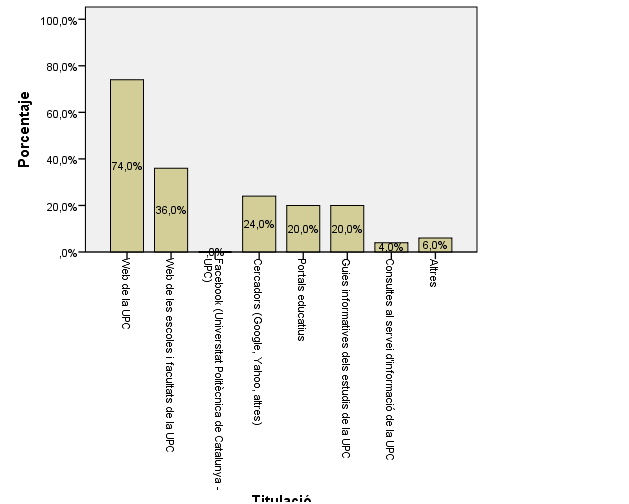 100,0%
80,0%
60,0%
40,0%
20,0%
,0%
Porcentaje
74,0%
36,0%
,0%
24,0%
20,0%
20,0%
4,0%
6,0%
Web de la UPC
Web de les escoles i facultats de la UPC
Facebook (Universitat Politècnica de Catalunya -
UPC)
Cercadors (Google, Yahoo, altres)
Portals educatius
Guies informatives dels estudis de la UPC
Consultes al servei d'informació de la UPC
Altres
Titulació